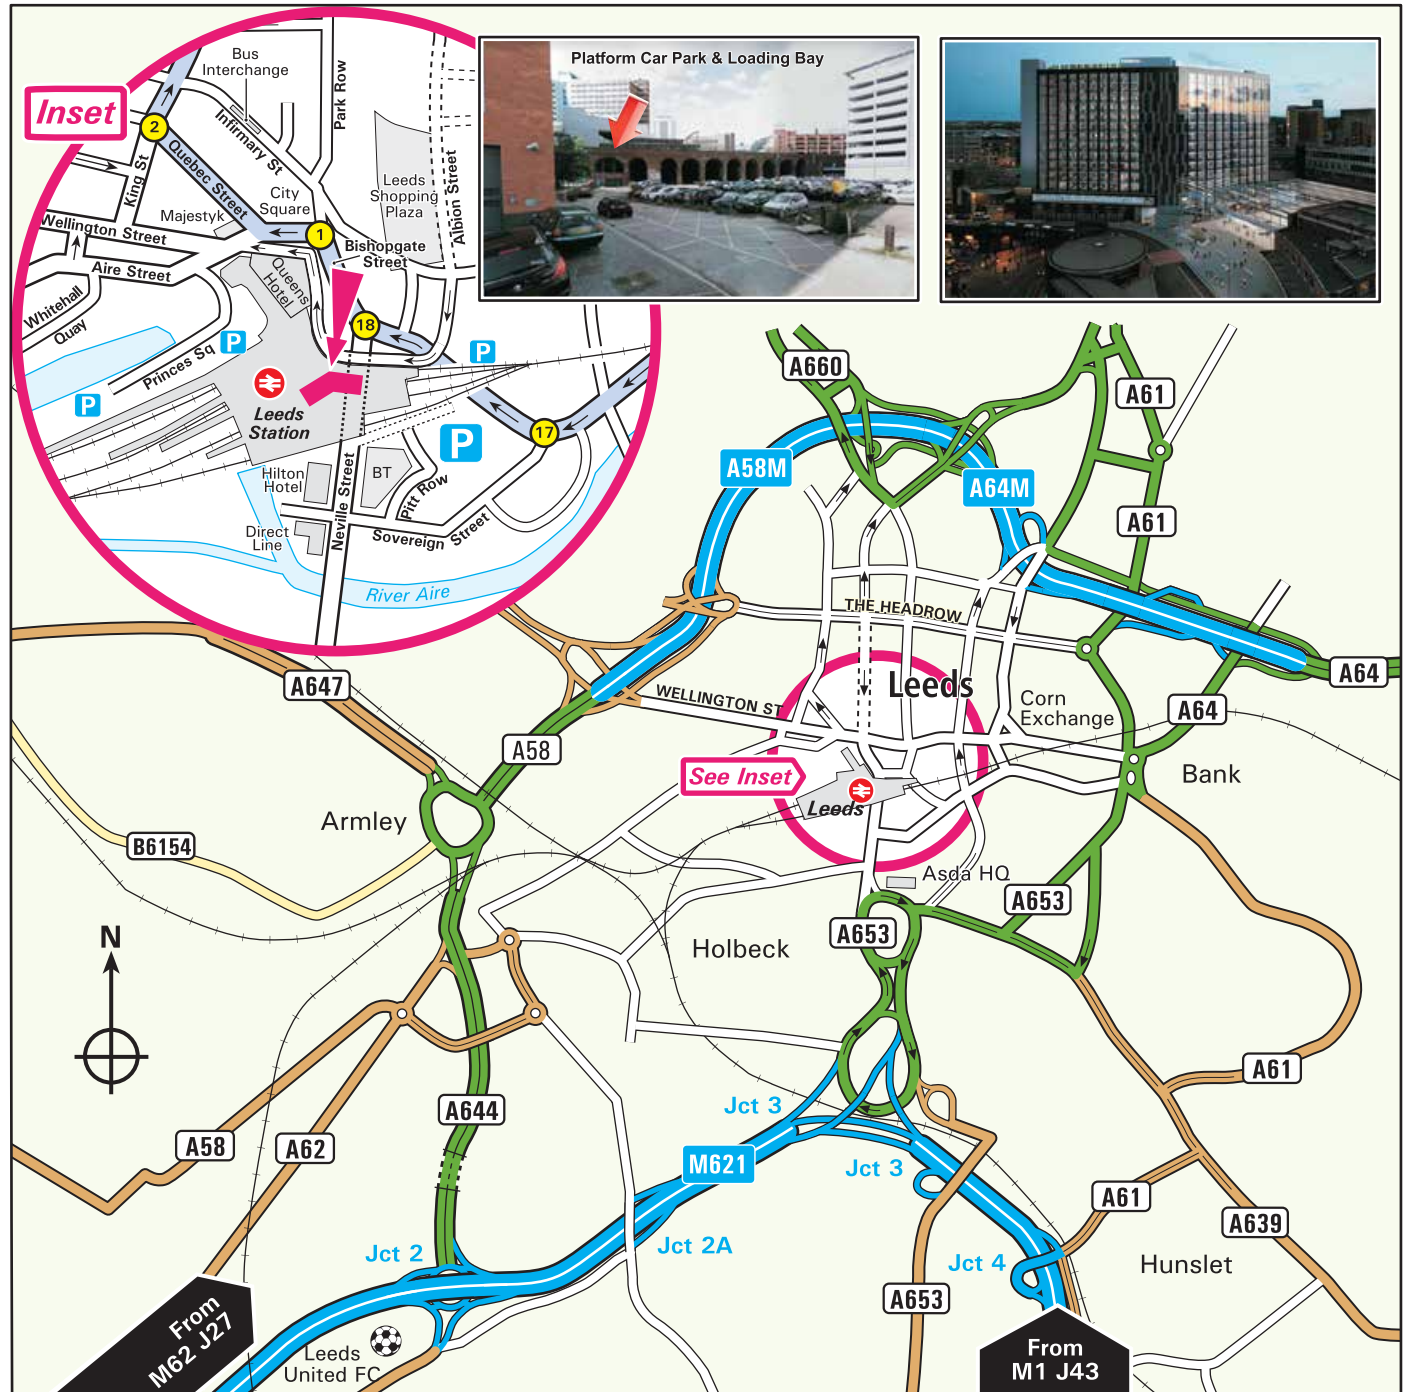 Inset
Bus
Interchange
Park Row
2
Infirmary St
King St
Quebec Street
City
Square
Leeds
Shopping
Plaza
Albion Street
Majestyk
Wellington Street
1
Bishopgate
Street
Aire Street
Queens
Hotel
Whitehall
Quay
18
P
Princes Sq
P
P
Leeds
Station
17
P
Hilton
Hotel
BT
Pitt Row
Neville Street
Direct
Line
Sovereign Street
River Aire
Platform Car Park & Loading Bay
A660
A61
A58M
A64M
A61
THE HEADROW
A647
Leeds
A64
WELLINGTON ST
Corn
Exchange
A64
A58
See Inset
Bank
Leeds
Armley
B6154
Asda HQ
A653
A653
N
Holbeck
A61
A644
Jct 3
A58
A62
M621
Jct 3
A61
A639
Jct 2
Jct 2A
Jct 4
Hunslet
A653
From
M62 J27
Leeds
United FC
From
M1 J43